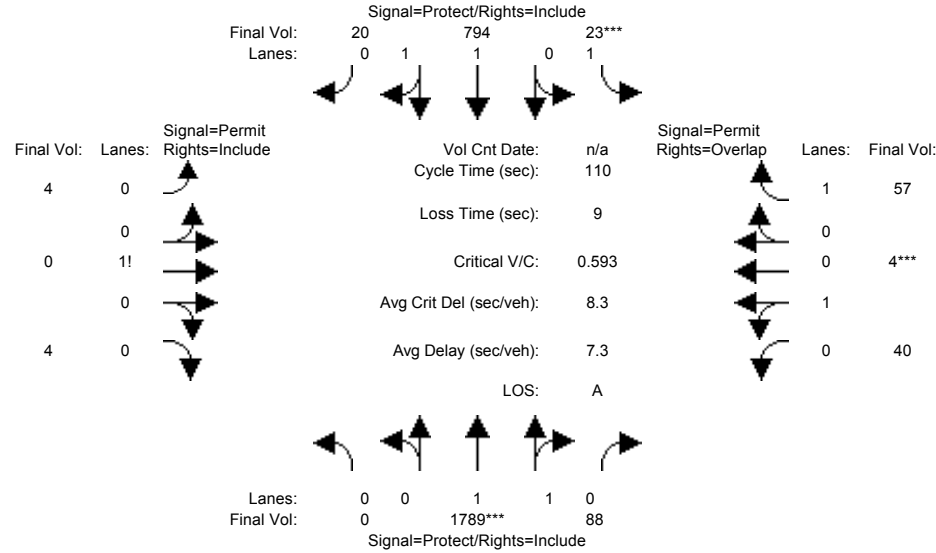 Signal=Protect/Rights=Include
Final Vol: 20 794 23***
Lanes: 0 1 1 0 1
Signal=Permit Signal=Permit
Final Vol: Lanes: Rights=Include Vol Cnt Date: n/a Rights=Overlap Lanes: Final Vol:
Cycle Time (sec): 110
4 0 1 57
Loss Time (sec): 9
0 0
0 1! Critical V/C: 0.593 0 4***
0 Avg Crit Del (sec/veh): 8.3 1
4 0 Avg Delay (sec/veh): 7.3 0 40
LOS: A
Lanes: 0 0 1 1 0
Final Vol: 0 1789*** 88
Signal=Protect/Rights=Include